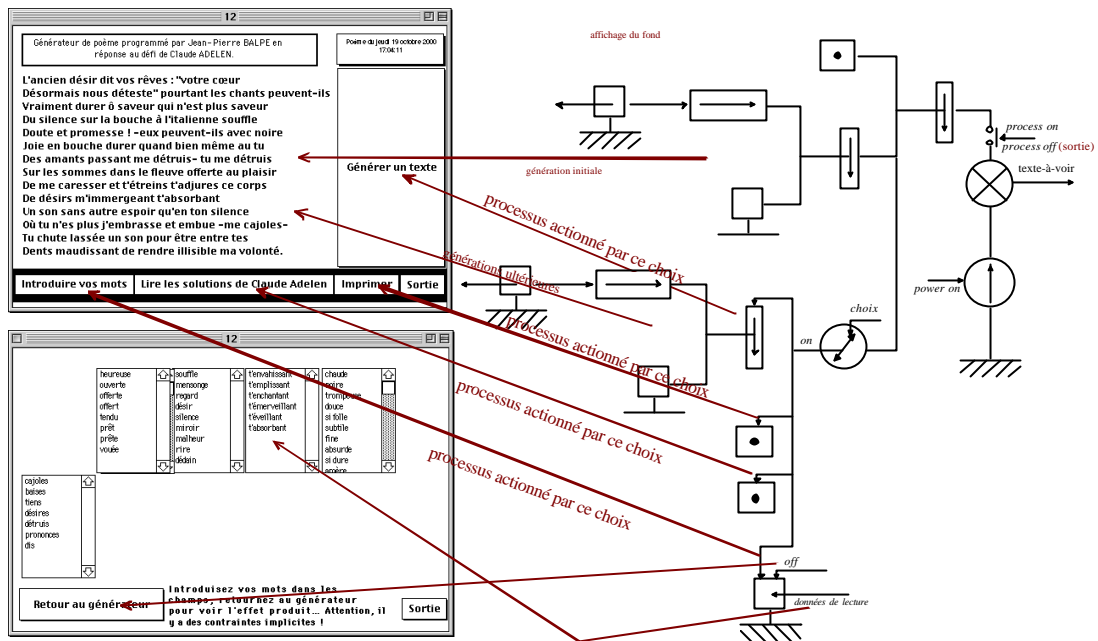 12
Générateur de poème programmé par Jean-Pierre BALPE en
réponse au défi de Claude ADELEN.
Poème du jeudi 19 octobre 2000
17:04:11
L'ancien désir dit vos rêves : "votre cœur
Désormais nous déteste" pourtant les chants peuvent-ils
Vraiment durer ô saveur qui n'est plus saveur
Du silence sur la bouche à l'italienne souffle
Doute et promesse ! -eux peuvent-ils avec noire
Joie en bouche durer quand bien même au tu
Des amants passant me détruis- tu me détruis
Sur les sommes dans le fleuve offerte au plaisir
De me caresser et t'étreins t'adjures ce corps
De désirs m'immergeant t'absorbant
Un son sans autre espoir qu'en ton silence
Où tu n'es plus j'embrasse et embue -me cajoles-
Tu chute lassée un son pour être entre tes
Dents maudissant de rendre illisible ma volonté.
Générer un texte
Introduire vos mots
Lire les solutions de Claude Adelen
Imprimer
Sortie
affichage du fond
génération initiale
processus actionné par ce choix
générations ultérieures
processus actionné par ce choix
processus actionné par ce choix
processus actionné par ce choix
process on
process off (sortie)
texte-à-voir
power on
choix
on
off
données de lecture
12
heureuse
ouverte
offerte
offert
tendu
prêt
prête
vouée
souffle
mensonge
regard
désir
silence
miroir
malheur
rire
dédain
t'envahissant
t'emplissant
t'enchantant
t'émerveillant
t'éveillant
t'absorbant
chaude
noire
trompeuse
douce
si folle
subtile
fine
absurde
si dure
amère
cajoles
baises
tiens
désires
détruis
prononces
dis
Retour au générateur
Introduisez vos mots dans les
champs, retournez au générateur
pour voir l'effet produit... Attention, il
y a des contraintes implicites !
Sortie